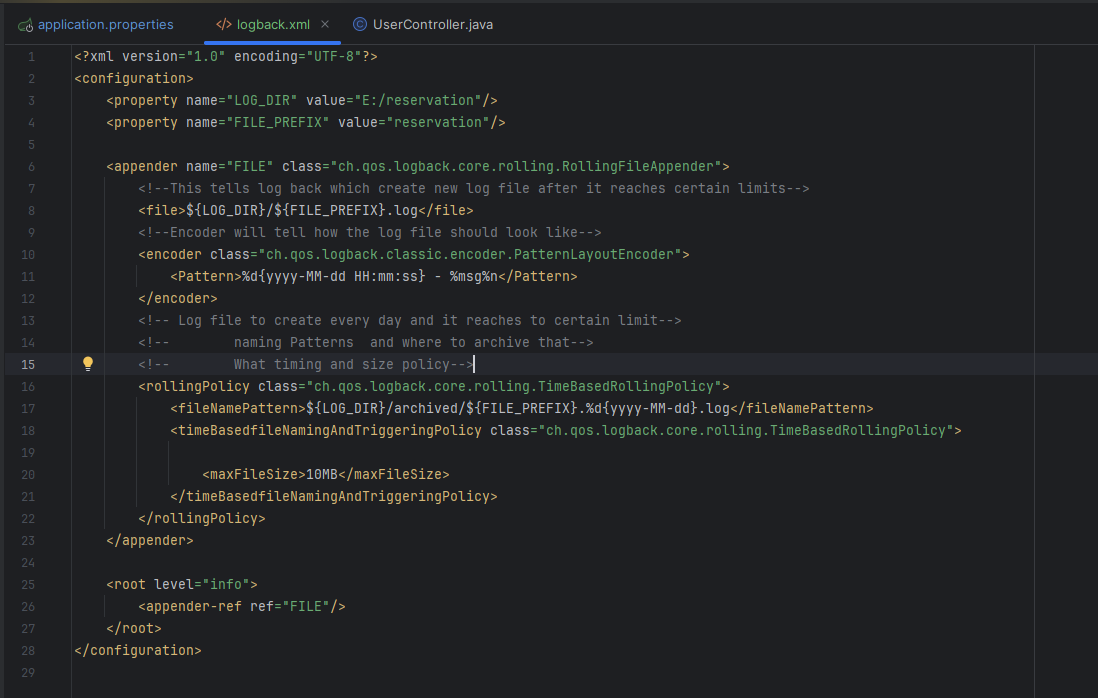 application.properties </> logback.xml × © UserController.java
1 <?xml version="1.0" encoding="UTF-8"?>
2 <configuration>
3     <property name="LOG_DIR" value="E:/reservation"/>
4     <property name="FILE_PREFIX" value="reservation"/>
5
6     <appender name="FILE" class="ch.qos.logback.core.rolling.RollingFileAppender">
7         <!--This tells log back which create new log file after it reaches certain limits-->
8         <file>${LOG_DIR}/${FILE_PREFIX}.log</file>
9         <!--Encoder will tell how the log file should look like-->
10         <encoder class="ch.qos.logback.classic.encoder.PatternLayoutEncoder">
11             <Pattern>%d{yyyy-MM-dd HH:mm:ss} - %msg%n</Pattern>
12         </encoder>
13         <!-- Log file to create every day and it reaches to certain limit-->
14         <!--        naming Patterns  and where to archive that-->
15         <!--        What timing and size policy-->
16         <rollingPolicy class="ch.qos.logback.core.rolling.TimeBasedRollingPolicy">
17             <fileNamePattern>${LOG_DIR}/archived/${FILE_PREFIX}.%d{yyyy-MM-dd}.log</fileNamePattern>
18             <timeBasedfileNamingAndTriggeringPolicy class="ch.qos.logback.core.rolling.TimeBasedRollingPolicy">
19
20                 <maxFileSize>10MB</maxFileSize>
21             </timeBasedfileNamingAndTriggeringPolicy>
22         </rollingPolicy>
23     </appender>
24
25     <root level="info">
26         <appender-ref ref="FILE"/>
27     </root>
28 </configuration>
29